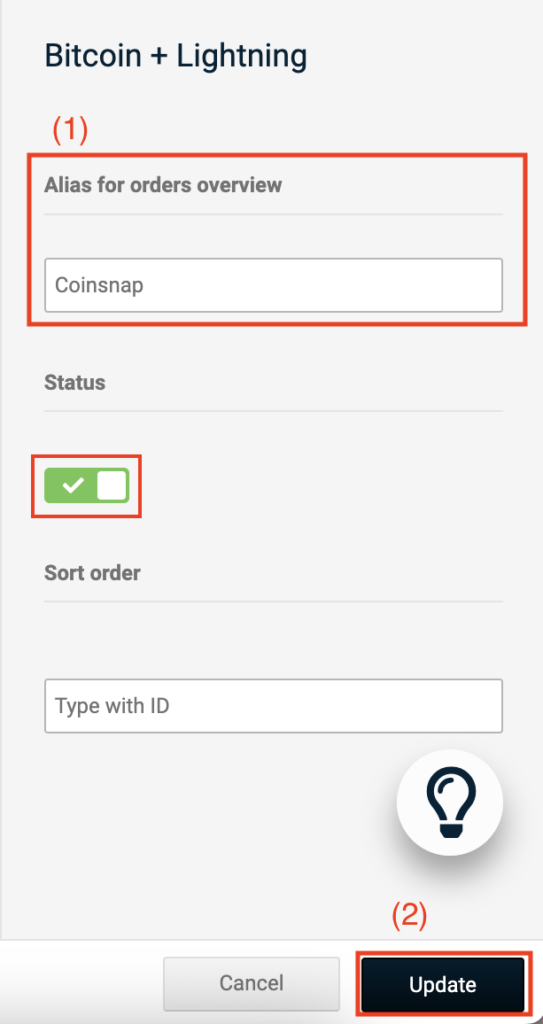 Bitcoin + Lightning
(1)
Alias for orders overview
Coinsnap
Status
Sort order
Type with ID
(2)
Cancel
Update